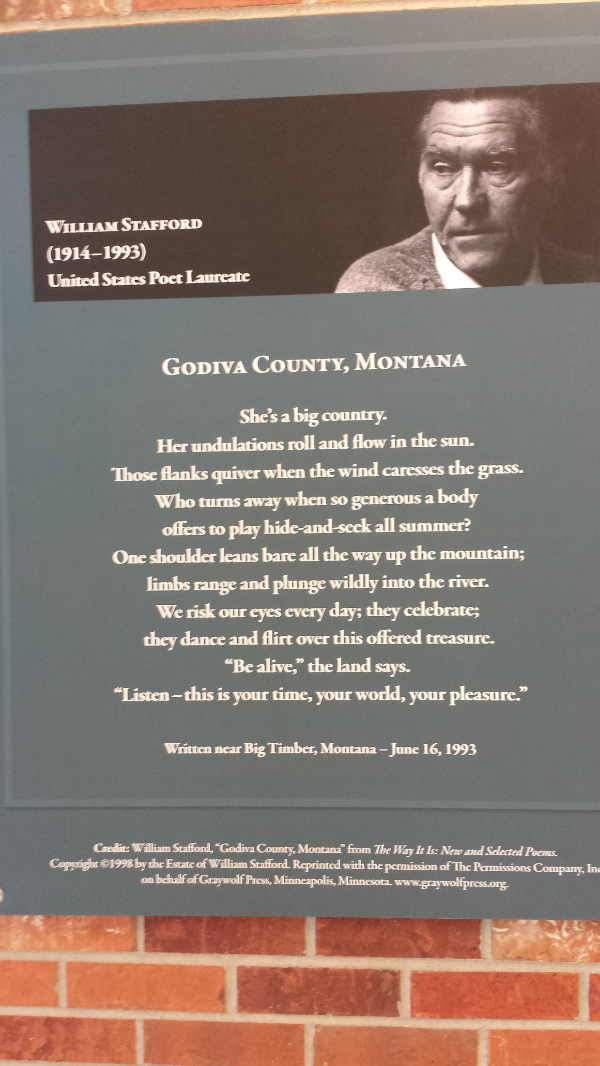 WILLIAM STAFFORD
(1914–1993)
United States Poet Laureate
GODIVA COUNTY, MONTANA
She's a big country.
Her undulations roll and flow in the sun.
Those flanks quiver when the wind caresses the grass.
Who turns away when so generous a body
offers to play hide-and-seek all summer?
One shoulder leans bare all the way up the mountain;
limbs range and plunge wildly into the river.
We risk our eyes every day; they celebrate;
they dance and flirt over this offered treasure.
“Be alive,” the land says.
“Listen – this is your time, your world, your pleasure.”
Written near Big Timber, Montana – June 16, 1993
Credit: William Stafford, “Godiva County, Montana” from The Way It Is: New and Selected Poems.
Copyright ©1998 by the Estate of William Stafford. Reprinted with the permission of The Permissions Company, Inc
on behalf of Graywolf Press, Minneapolis, Minnesota. www.graywolfpress.org.